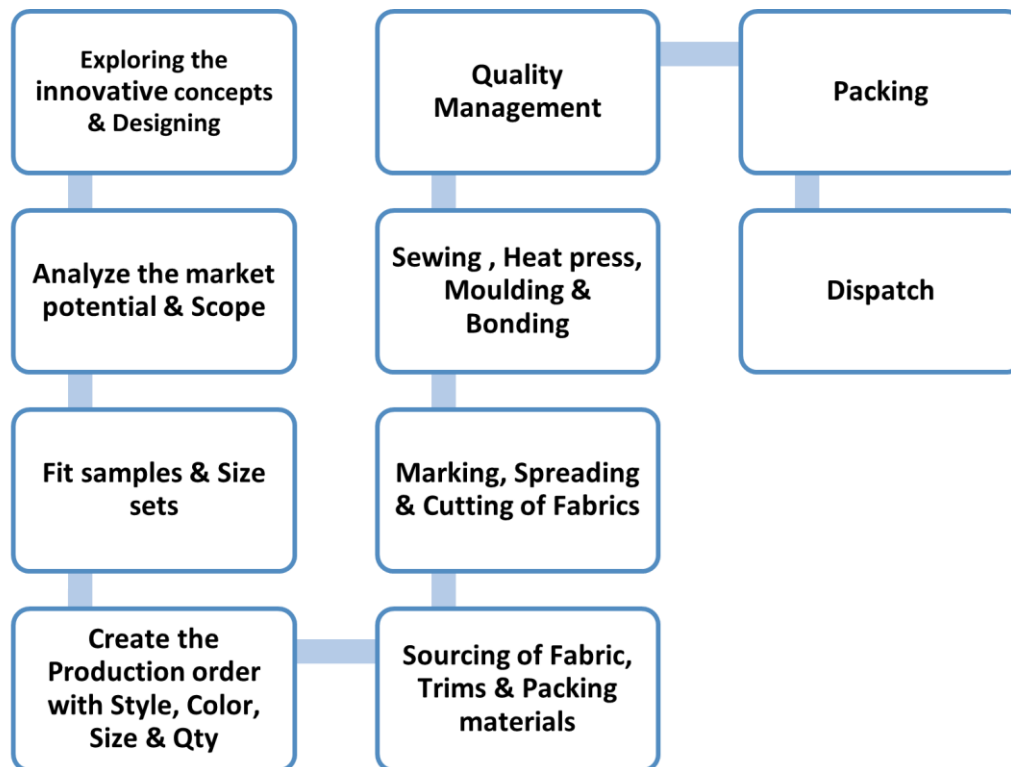 Exploring the
innovative concepts
& Designing
Analyze the market
potential & Scope
Fit samples & Size
sets
Create the
Production order
with Style, Color,
Size & Qty
Sourcing of Fabric,
Trims & Packing
materials
Marking, Spreading
& Cutting of Fabrics
Sewing , Heat press,
Moulding &
Bonding
Quality
Management
Packing
Dispatch